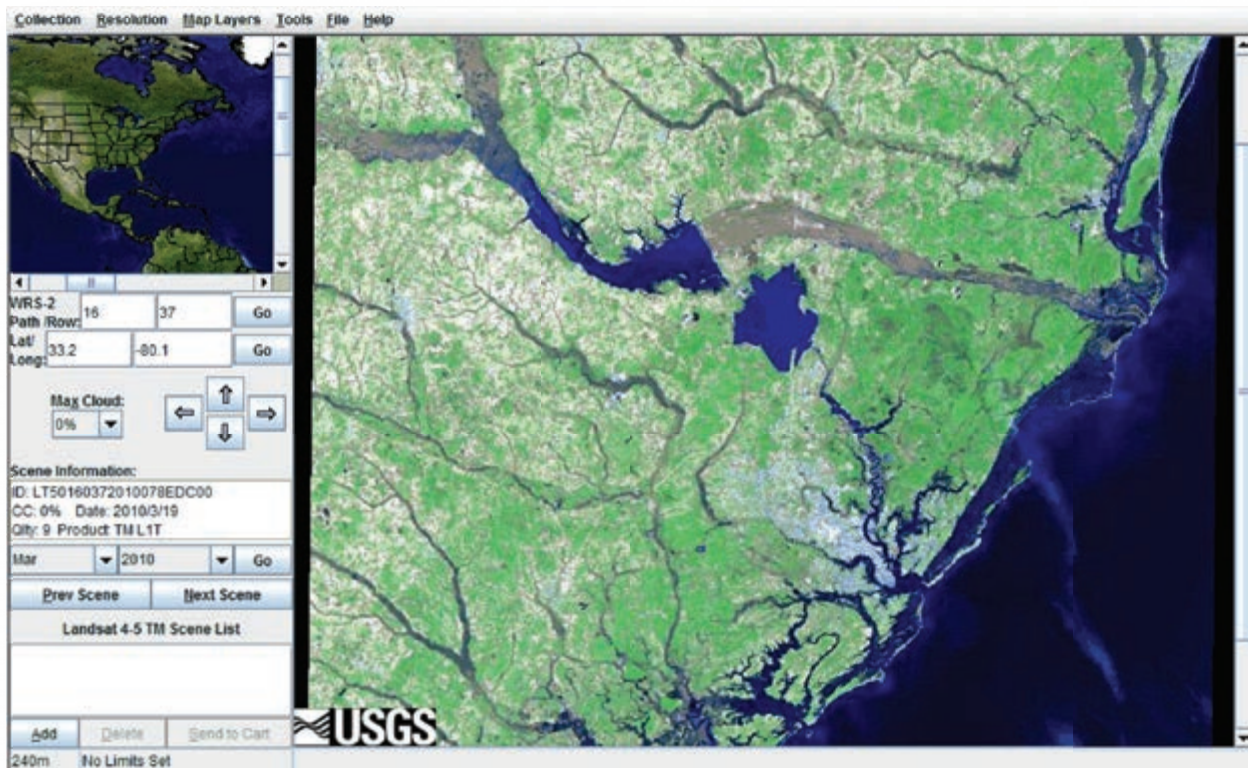 Collection Resolution Map Layers Tools File Help
WRS-2
Path /Row: 16 37 Go
Lat/
Long: 33.2 -80.1 Go
Max Cloud:
0%
Scene Information:
ID: LT50160372010078EDC00
CC: 0% Date: 2010/3/19
Qlty: 9 Product: TM L1T
Mar 2010 Go
Prev Scene Next Scene
Landsat 4-5 TM Scene List
Add Delete Send to Cart
240m No Limits Set
USGS